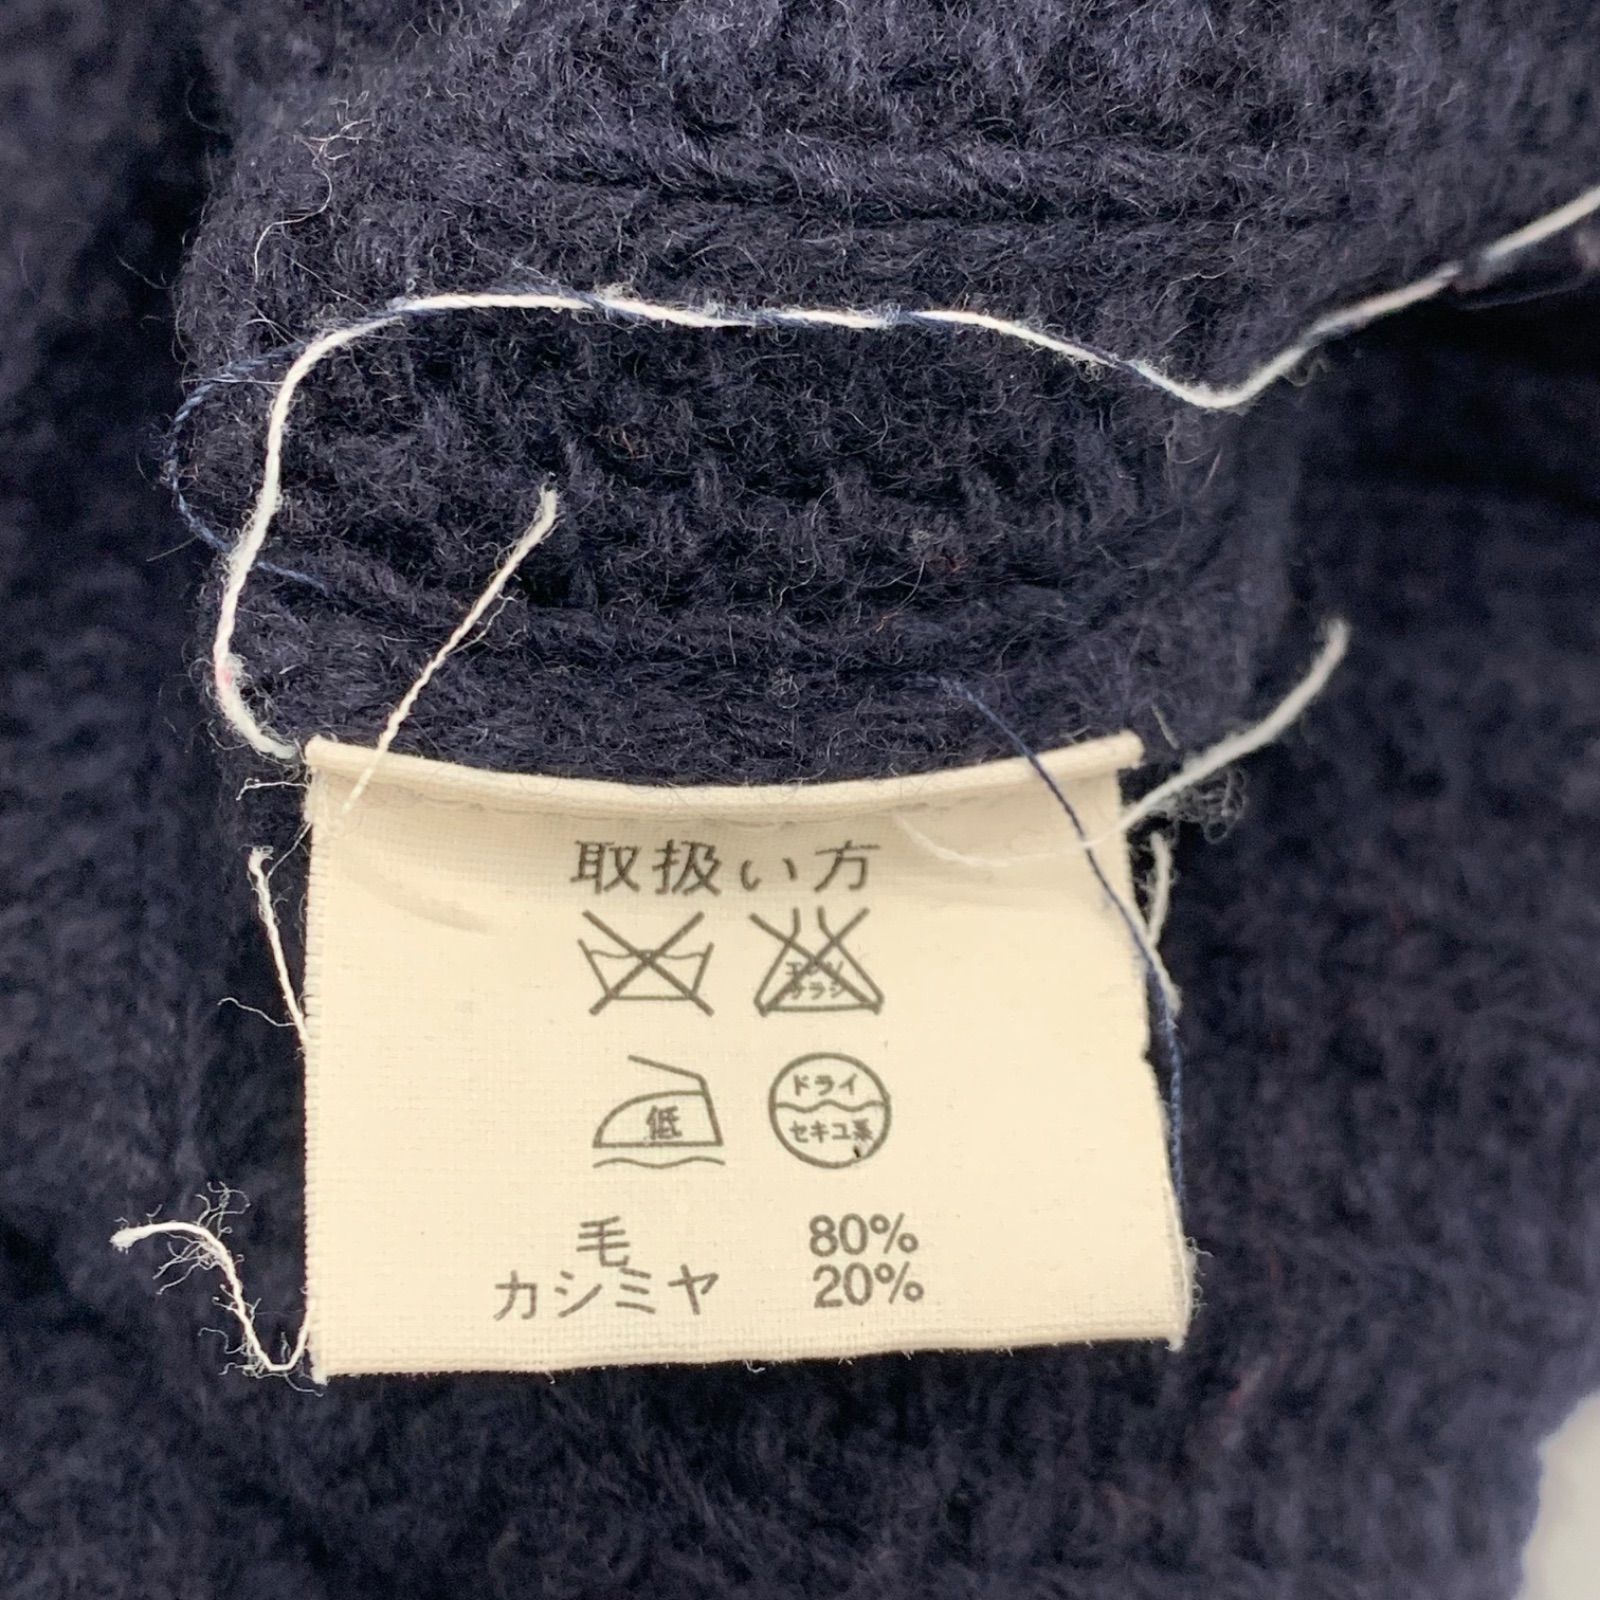 取扱い方
エンソ
サラシ
低
ドライ
セキユ系
毛 80%
カシミヤ 20%